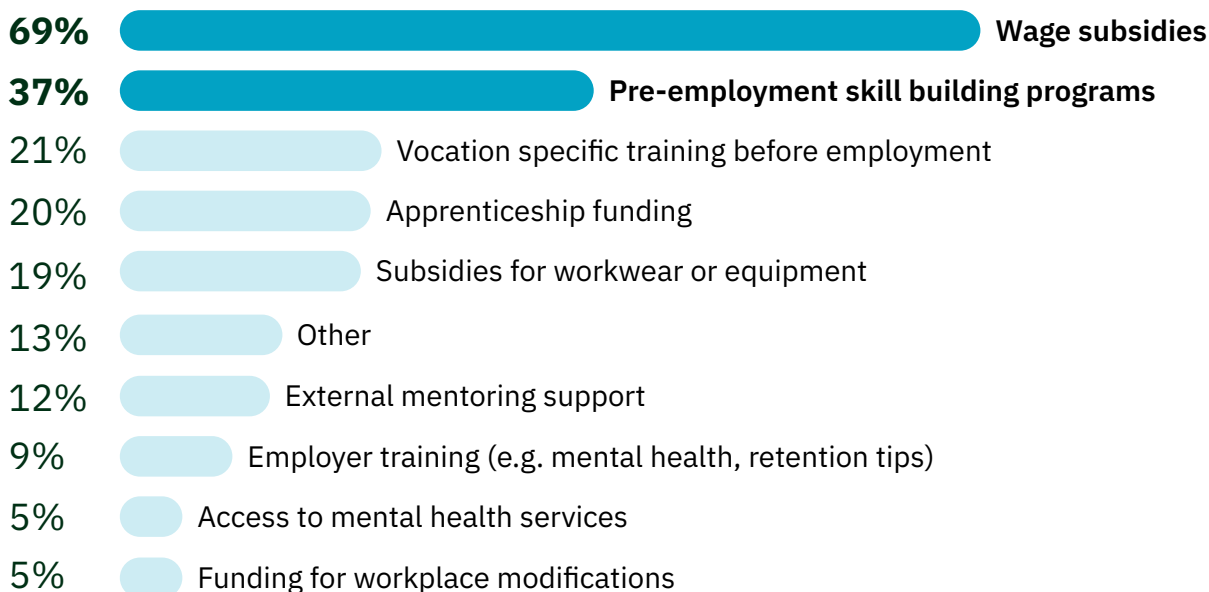 69% Wage subsidies
37% Pre-employment skill building programs
21% Vocation specific training before employment
20% Apprenticeship funding
19% Subsidies for workwear or equipment
13% Other
12% External mentoring support
9% Employer training (e.g. mental health, retention tips)
5% Access to mental health services
5% Funding for workplace modifications